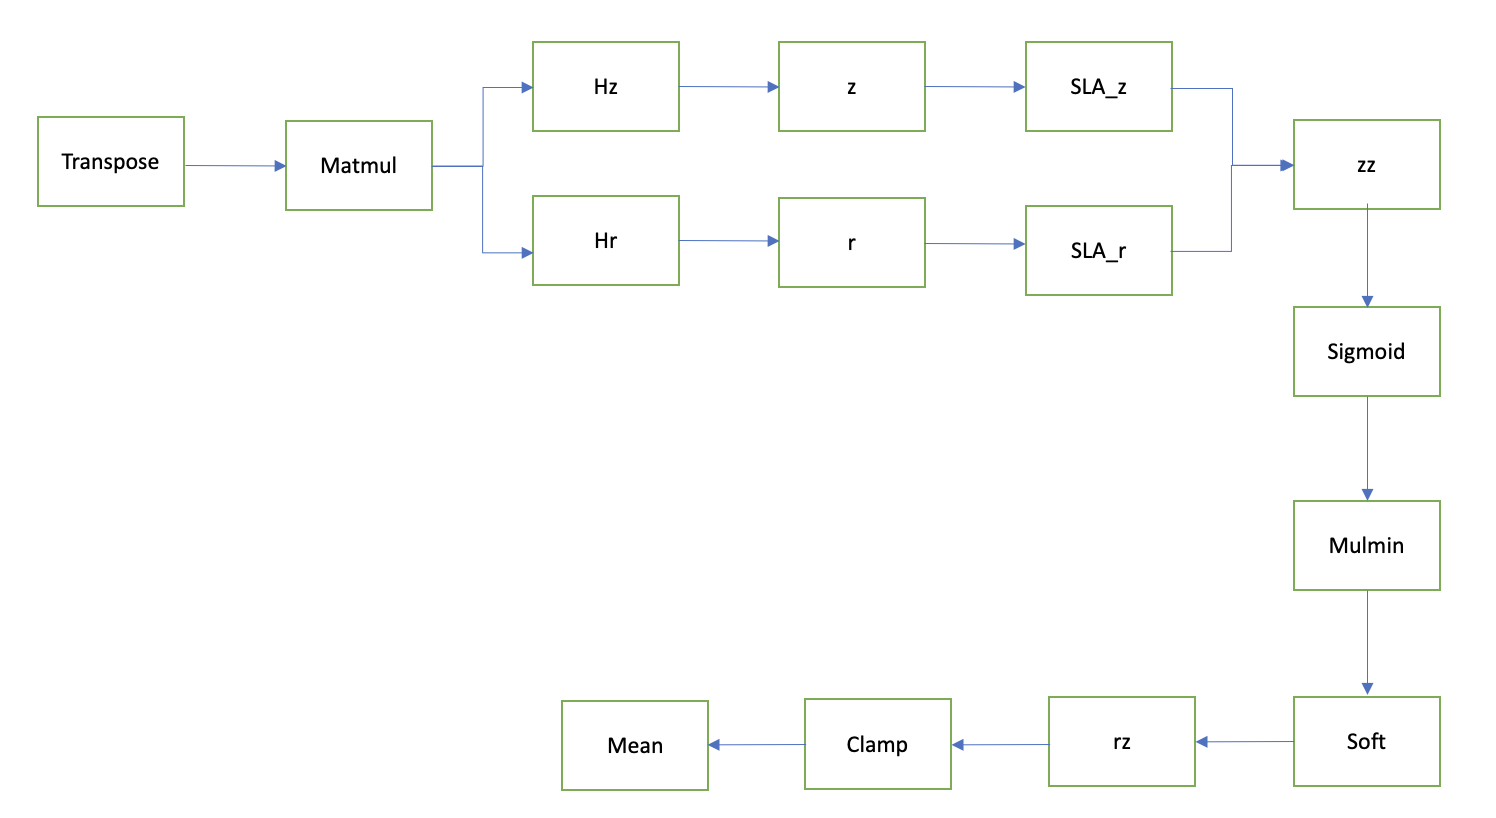 Transpose
Matmul
Hz
z
SLA_z
Hr
r
SLA_r
zz
Sigmoid
Mulmin
Soft
rz
Clamp
Mean